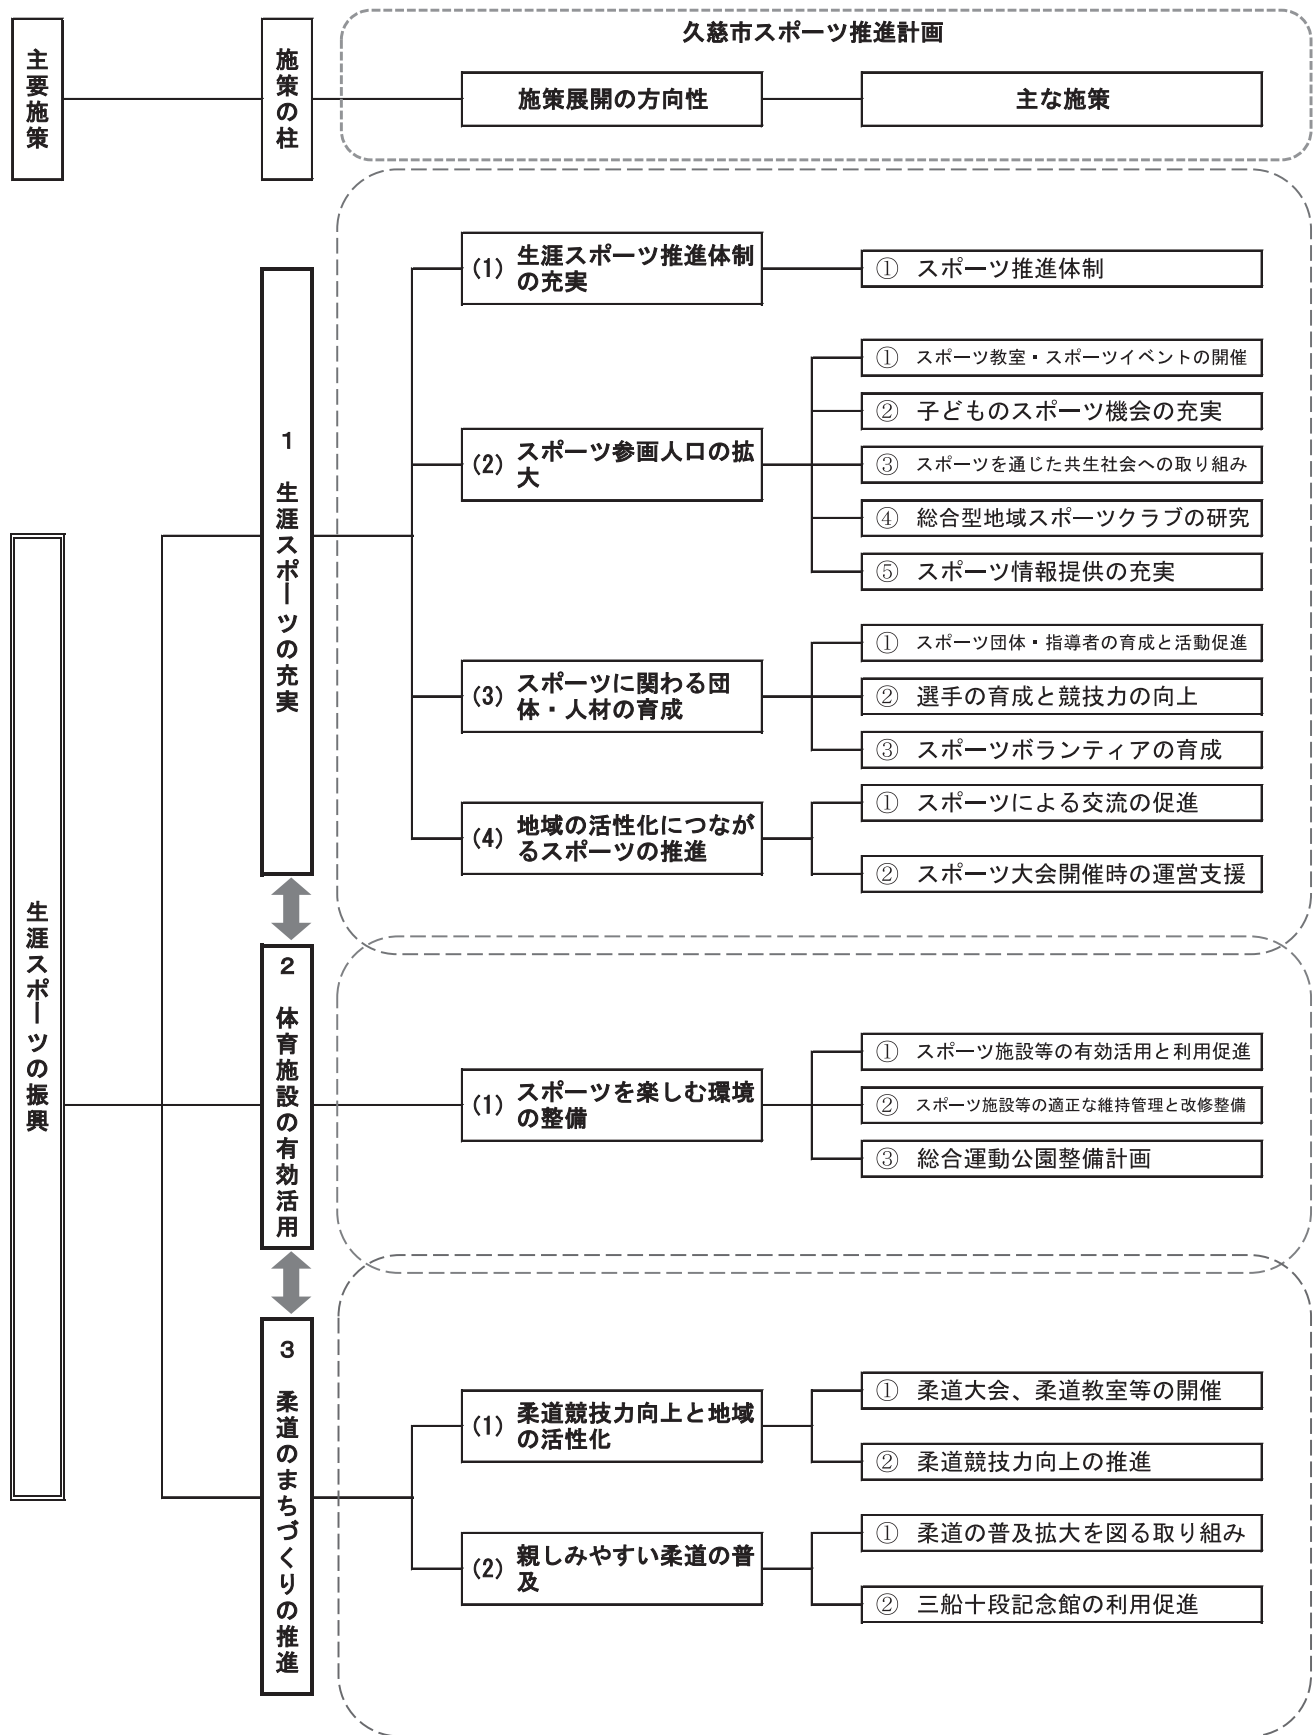 久慈市スポーツ推進計画
主要施策
施策の柱
施策展開の方向性
主な施策
生涯スポーツの振興
1 生涯スポーツの充実
(1) 生涯スポーツ推進体制
の充実
① スポーツ推進体制
(2) スポーツ参画人口の拡
大
① スポーツ教室・スポーツイベントの開催
② 子どものスポーツ機会の充実
③ スポーツを通じた共生社会への取り組み
④ 総合型地域スポーツクラブの研究
⑤ スポーツ情報提供の充実
(3) スポーツに関わる団
体・人材の育成
① スポーツ団体・指導者の育成と活動促進
② 選手の育成と競技力の向上
③ スポーツボランティアの育成
(4) 地域の活性化につなが
るスポーツの推進
① スポーツによる交流の促進
② スポーツ大会開催時の運営支援
2 体育施設の有効活用
(1) スポーツを楽しむ環境
の整備
① スポーツ施設等の有効活用と利用促進
② スポーツ施設等の適正な維持管理と改修整備
③ 総合運動公園整備計画
3 柔道のまちづくりの推進
(1) 柔道競技力向上と地域
の活性化
① 柔道大会、柔道教室等の開催
② 柔道競技力向上の推進
(2) 親しみやすい柔道の普
及
① 柔道の普及拡大を図る取り組み
② 三船十段記念館の利用促進